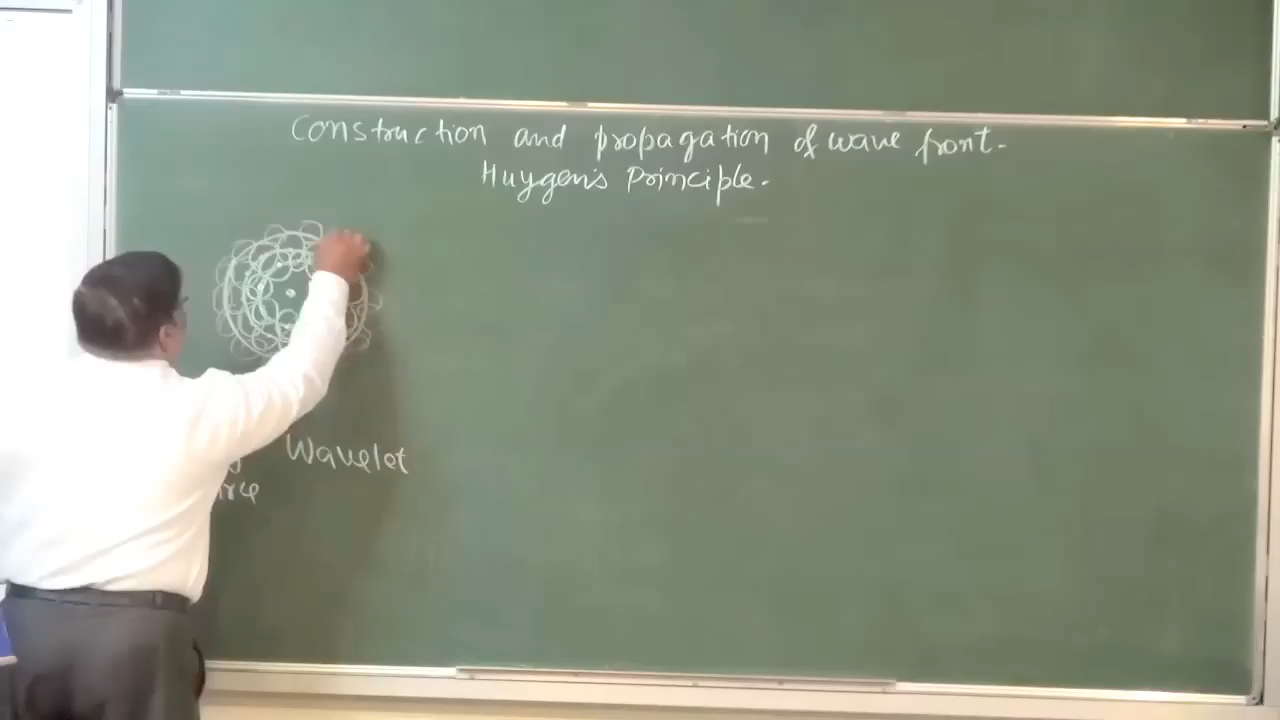 Construction and propagation of wave front.
Huygen's Principle.
Wavelet